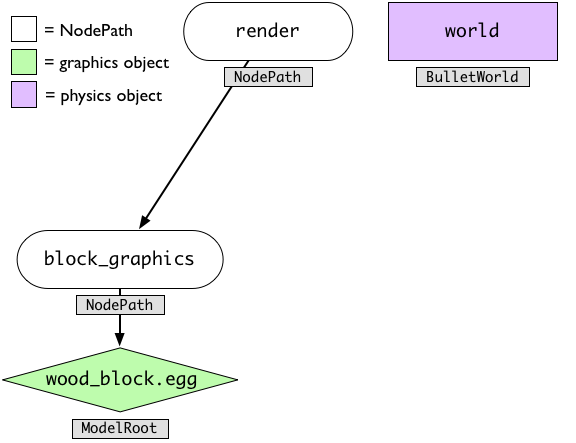 = NodePath
= graphics object
= physics object
render
NodePath
world
BulletWorld
block_graphics
NodePath
wood_block.egg
ModelRoot